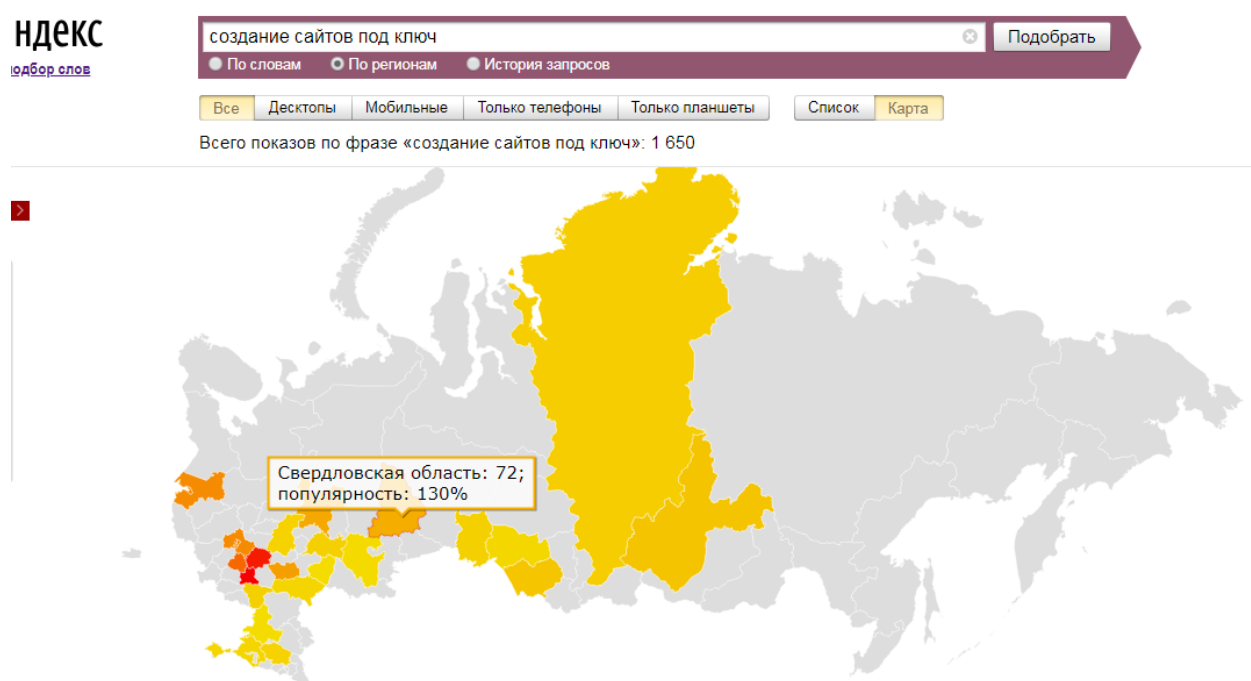 ндекс
создание сайтов под ключ
Подобрать
одбор слов
По словам По регионам История запросов
Все Десктопы Мобильные Только телефоны Только планшеты Список Карта
Всего показов по фразе «создание сайтов под ключ»: 1 650
Свердловская область: 72;
популярность: 130%